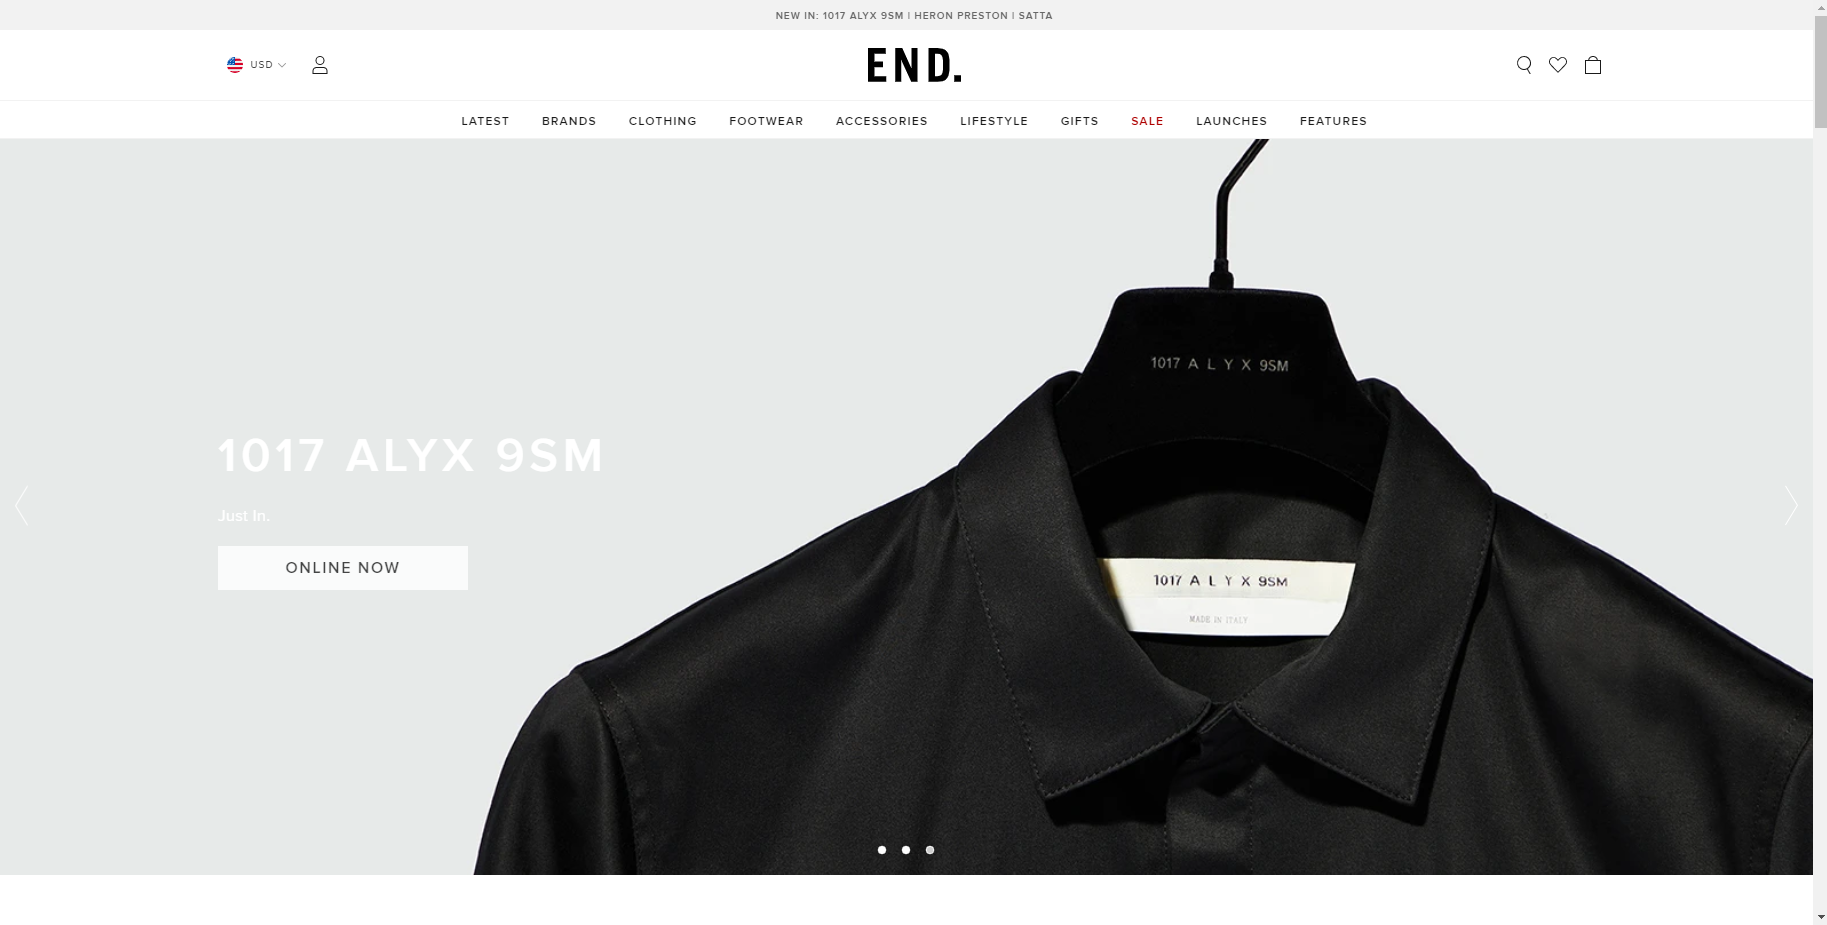 NEW IN: 1017 ALYX 9SM | HERON PRESTON | SATTA
USD
END.
LATEST BRANDS CLOTHING FOOTWEAR ACCESSORIES LIFESTYLE GIFTS SALE LAUNCHES FEATURES
1017 ALYX 9SM
1017 ALYX 9SM
Just In.
ONLINE NOW
1017 ALYX 9SM
MADE IN ITALY